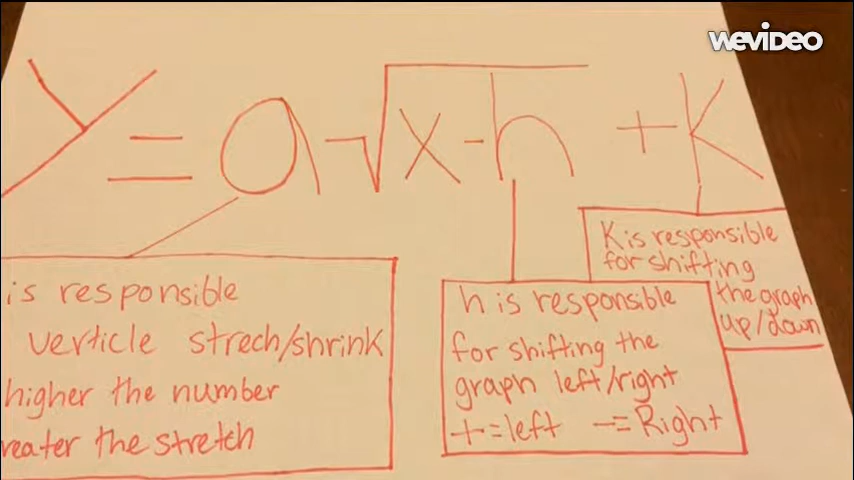 wevideo
y = a√x-h + K
is responsible
verticle strech/shrink
higher the number
reater the stretch
h is responsible
for shifting the
graph left/right
+=left -=Right
K is responsible
for shifting
the graph
up/down